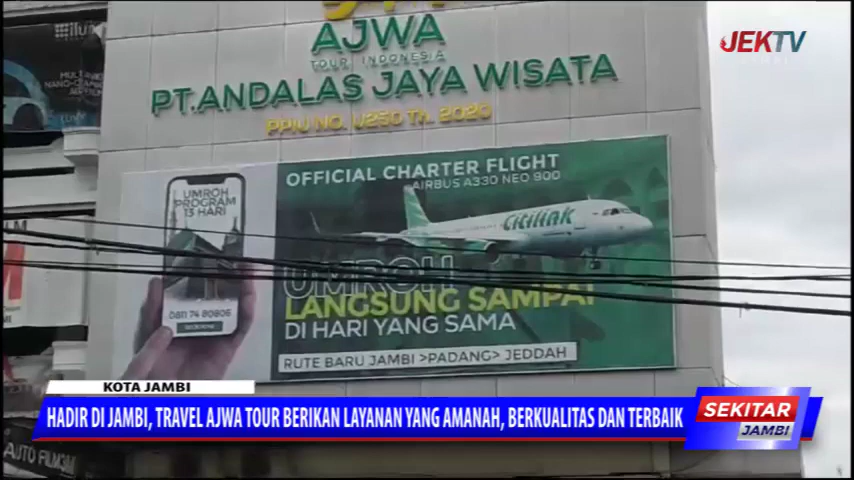 AJWA
TOUR INDONESIA
PT.ANDALAS JAYA WISATA
PPIU NO. U250 Th. 2020
JEKTV
OFFICIAL CHARTER FLIGHT
AIRBUS A330 NEO 900
UMROH
PROGRAM
13 HARI
citilink
UMROH
LANGSUNG SAMPAI
DI HARI YANG SAMA
0811 74 80806
RUTE BARU JAMBI >PADANG> JEDDAH
KOTA JAMBI
HADIR DI JAMBI, TRAVEL AJWA TOUR BERIKAN LAYANAN YANG AMANAH, BERKUALITAS DAN TERBAIK
SEKITAR
JAMBI
AUTO FILM